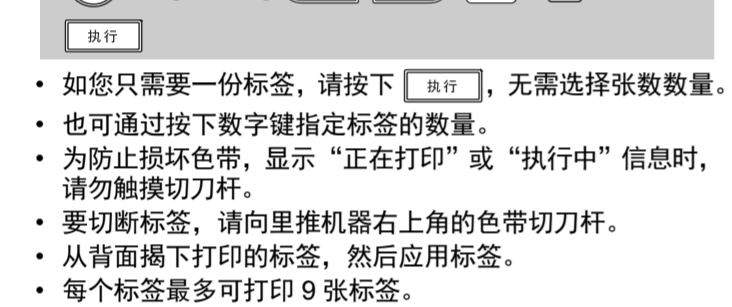 执行
• 如您只需要一份标签，请按下 执行 ，无需选择张数数量。
• 也可通过按下数字键指定标签的数量。
• 为防止损坏色带，显示“正在打印”或“执行中”信息时，
请勿触摸切刀杆。
• 要切断标签，请向里推机器右上角的色带切刀杆。
• 从背面揭下打印的标签，然后应用标签。
• 每个标签最多可打印 9 张标签。